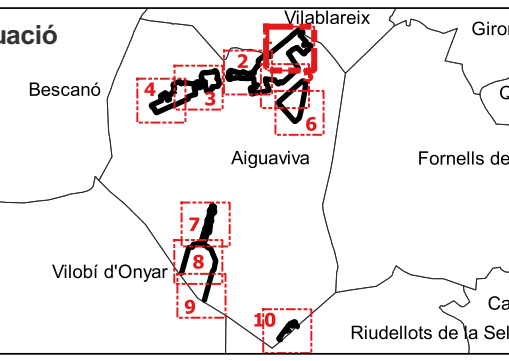 Vilablareix
uació
Giron
2
Bescanó
4
3
5
6
Aiguaviva
Fornells de
7
8
Vilobí d'Onyar
9
10
Riudellots de la Sel